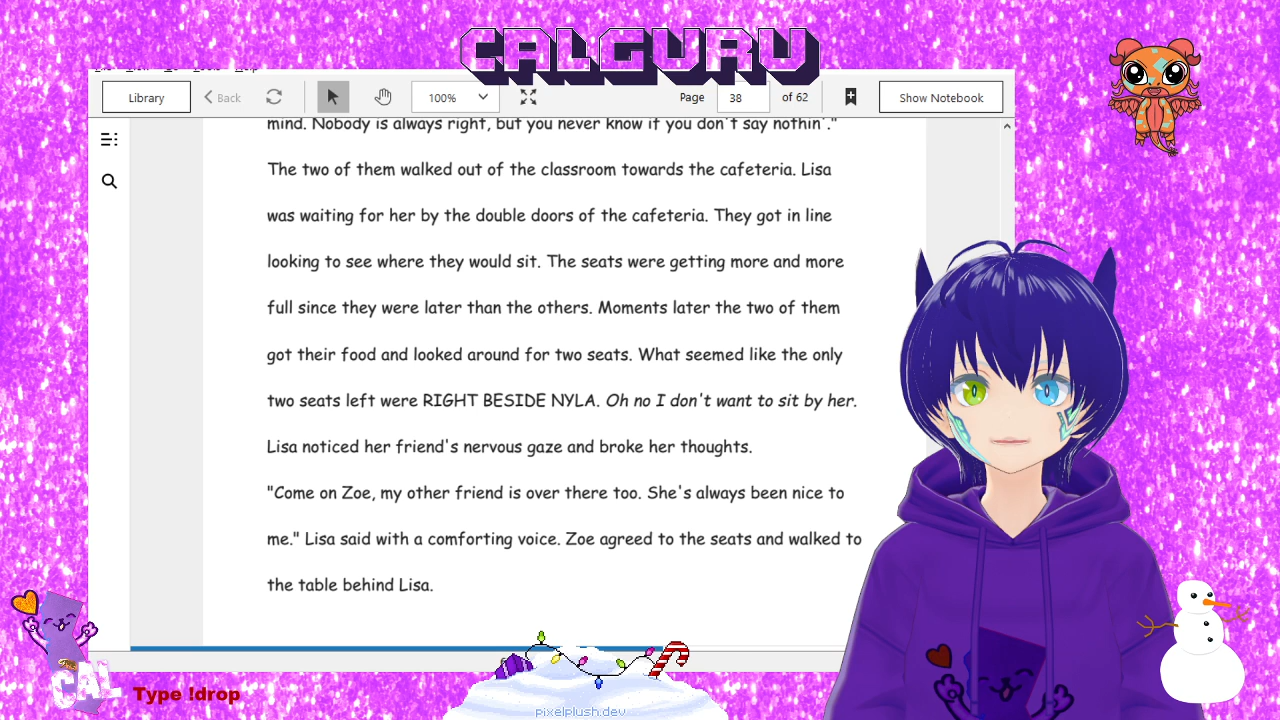 CALGURU
Library
Back
100%
Page
38
of 62
Show Notebook
mind. Nobody is always right, but you never know if you don't say nothin'."
The two of them walked out of the classroom towards the cafeteria. Lisa
was waiting for her by the double doors of the cafeteria. They got in line
looking to see where they would sit. The seats were getting more and more
full since they were later than the others. Moments later the two of them
got their food and looked around for two seats. What seemed like the only
two seats left were RIGHT BESIDE NYLA. Oh no I don't want to sit by her.
Lisa noticed her friend's nervous gaze and broke her thoughts.
"Come on Zoe, my other friend is over there too. She's always been nice to
me." Lisa said with a comforting voice. Zoe agreed to the seats and walked to
the table behind Lisa.
CAL
Type !drop
pixelplush.dev